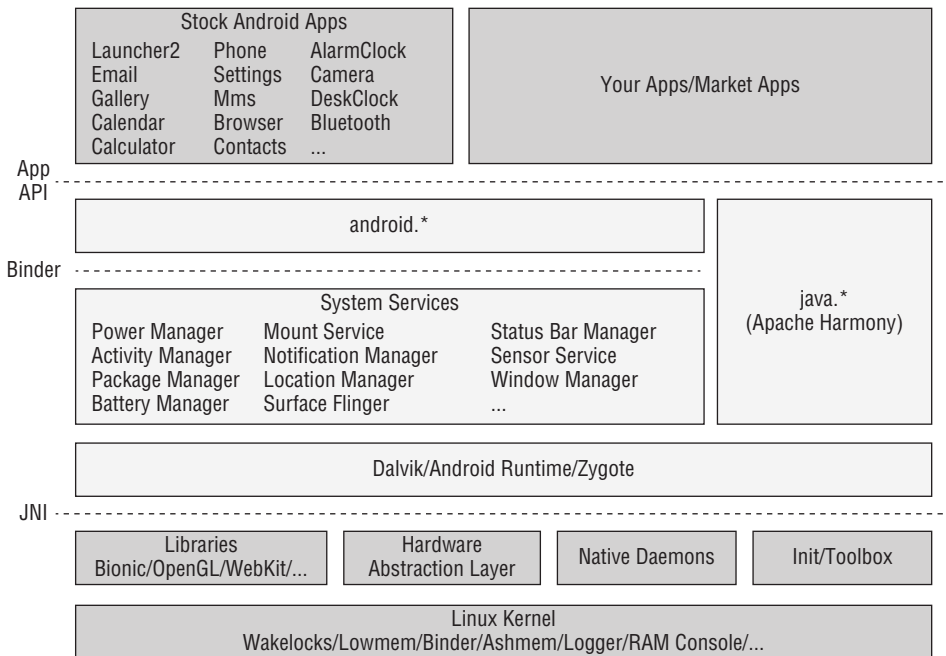 Stock Android Apps
Launcher2 Phone AlarmClock
Email Settings Camera
Gallery Mms DeskClock
Calendar Browser Bluetooth
Calculator Contacts ...
Your Apps/Market Apps
App
API
android.*
Binder
java.*
(Apache Harmony)
System Services
Power Manager Mount Service Status Bar Manager
Activity Manager Notification Manager Sensor Service
Package Manager Location Manager Window Manager
Battery Manager Surface Flinger ...
Dalvik/Android Runtime/Zygote
JNI
Libraries
Bionic/OpenGL/WebKit/...
Hardware
Abstraction Layer
Native Daemons
Init/Toolbox
Linux Kernel
Wakelocks/Lowmem/Binder/Ashmem/Logger/RAM Console/...